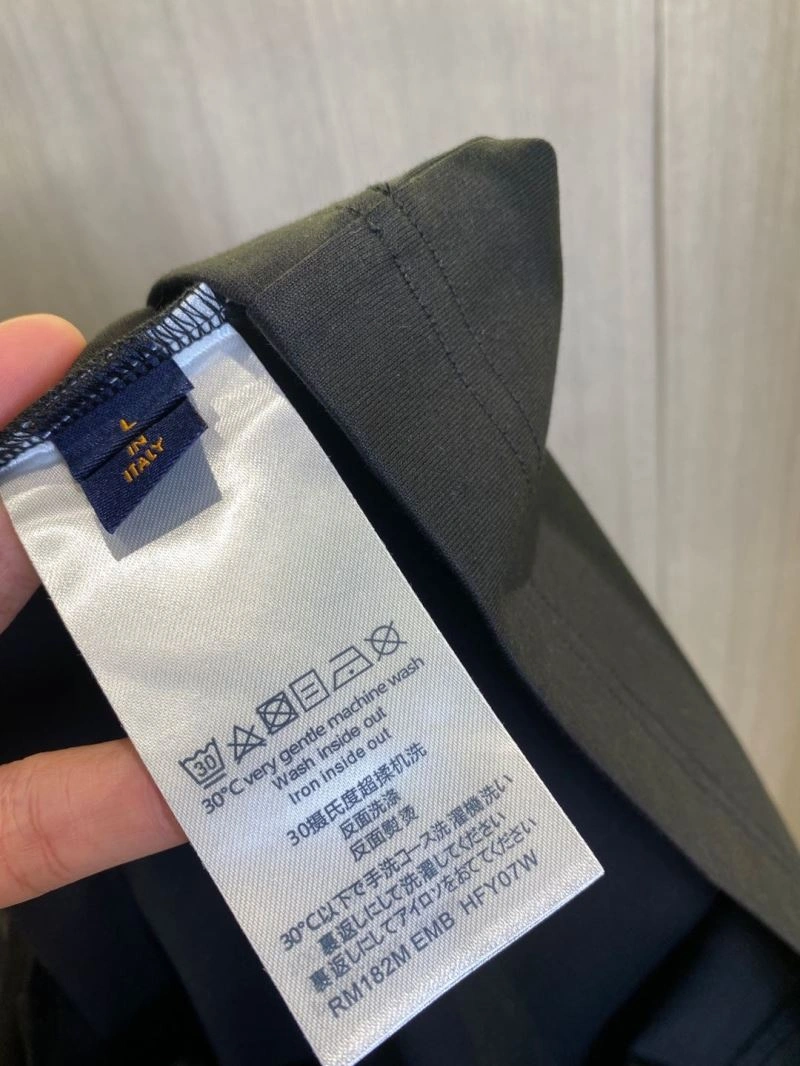 L
IN
ITALY
30
30°C very gentle machine wash
Wash inside out
Iron inside out
30摄氏度超柔机洗
反面洗涤
反面熨烫
30℃以下で手洗コース洗濯機洗い
裏返しにして洗濯してください
裏返しにしてアイロンをおててください
RM182M EMB HFY07W